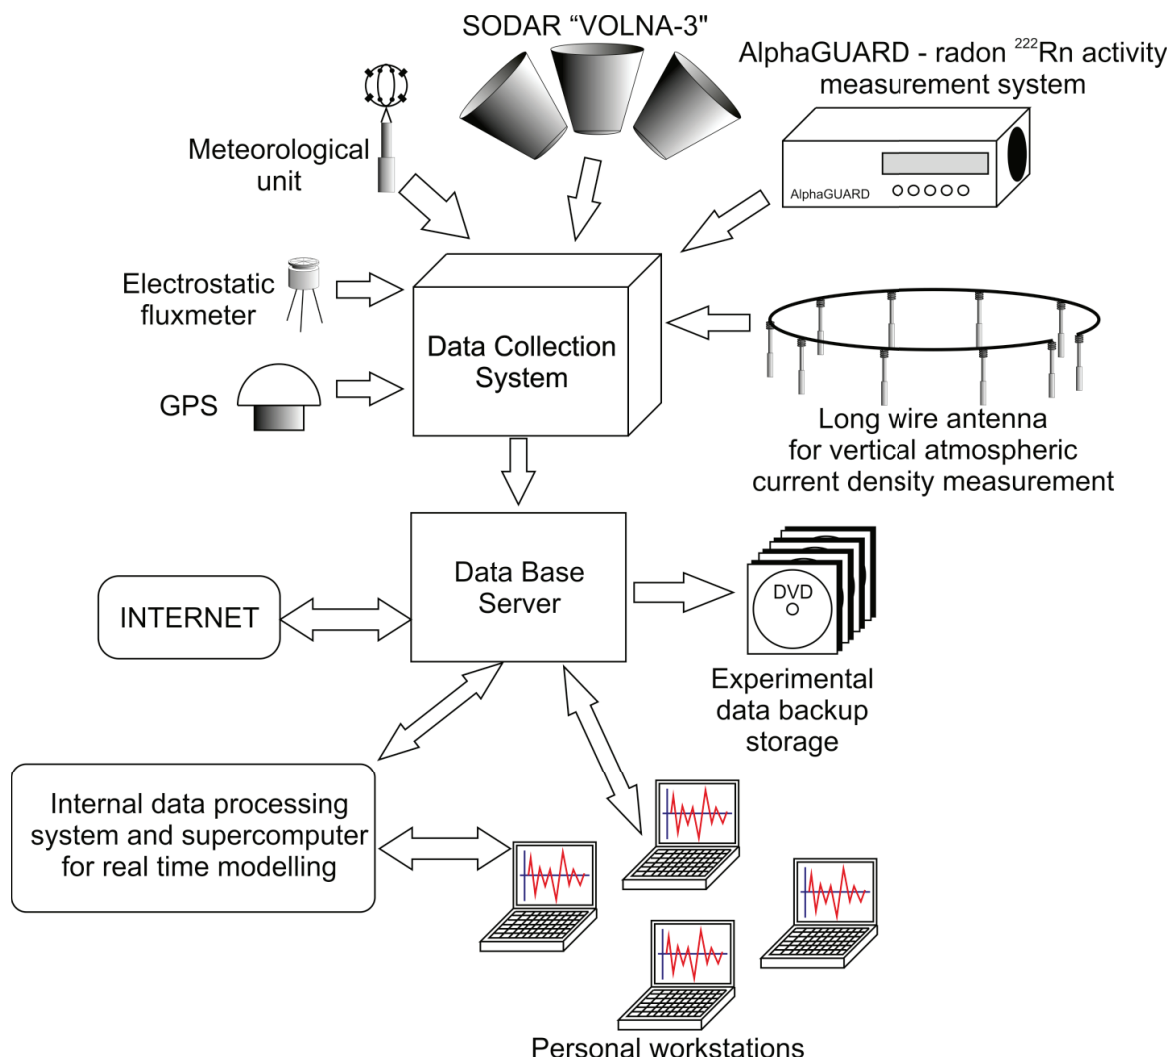 SODAR “VOLNA-3"
AlphaGUARD - radon ²²²Rn activity
measurement system
AlphaGUARD
Meteorological
unit
Electrostatic
fluxmeter
GPS
Data Collection
System
Long wire antenna
for vertical atmospheric
current density measurement
Data Base
Server
INTERNET
DVD
Experimental
data backup
storage
Internal data processing
system and supercomputer
for real time modelling
Personal workstations